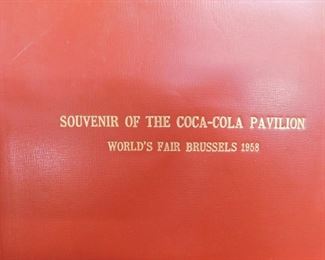 SOUVENIR OF THE COCA-COLA PAVILION
WORLD'S FAIR BRUSSELS 1958